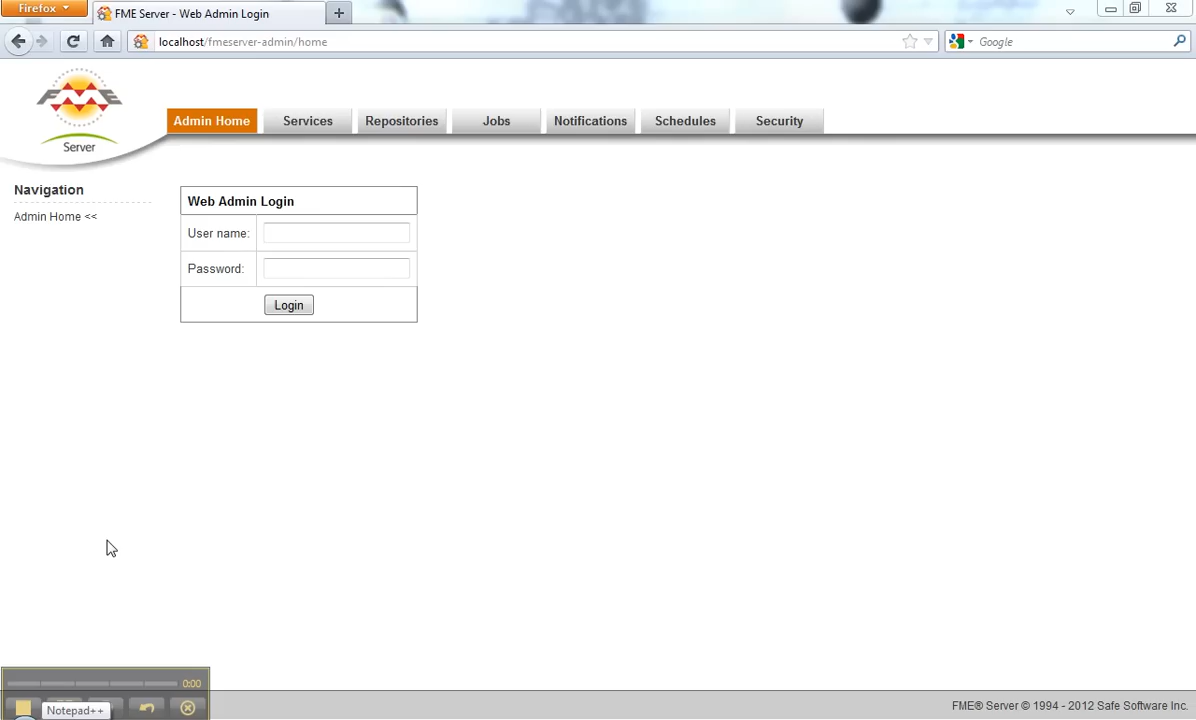 Firefox
FME Server - Web Admin Login
localhost/fmeserver-admin/home
Google
FME
Server
Admin Home
Services
Repositories
Jobs
Notifications
Schedules
Security
Navigation
Admin Home <<
Web Admin Login
User name:
Password:
Login
0:00
Notepad++
FME® Server © 1994 - 2012 Safe Software Inc.